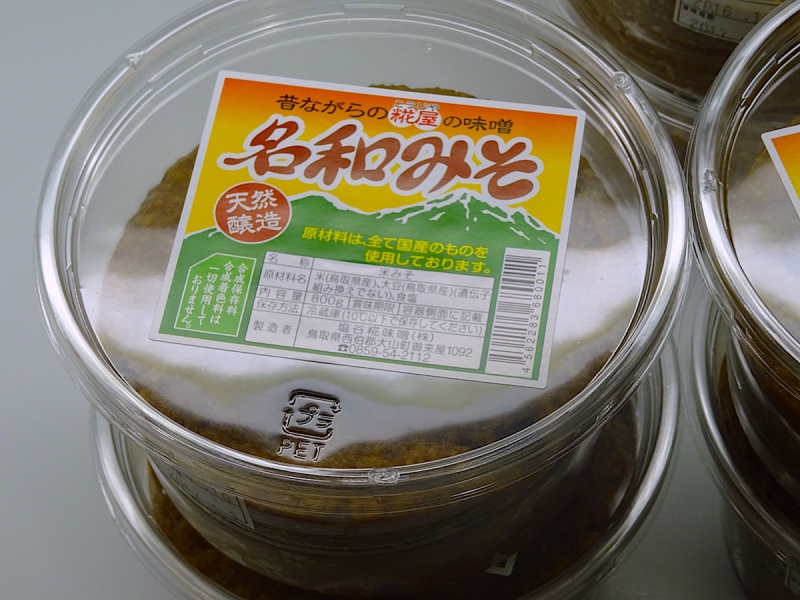 昔ながらの糀屋の味噌
名和みそ
天然
醸造
原材料は、全て国産のものを
使用しております。
合成保存料
合成着色料は
一切使用して
おりません。
名称 米みそ
原材料名 米(鳥取県産)、大豆(鳥取県産)(遺伝子
組み換えでない)、食塩
内容量 800g 賞味期限 容器側面に記載
保存方法 冷蔵庫(10℃以下で保存してください)
製造者 塩谷糀味噌(株)
鳥取県西伯郡大山町御来屋1092
☎0859-54-2112
4562283680011
プラ
PET